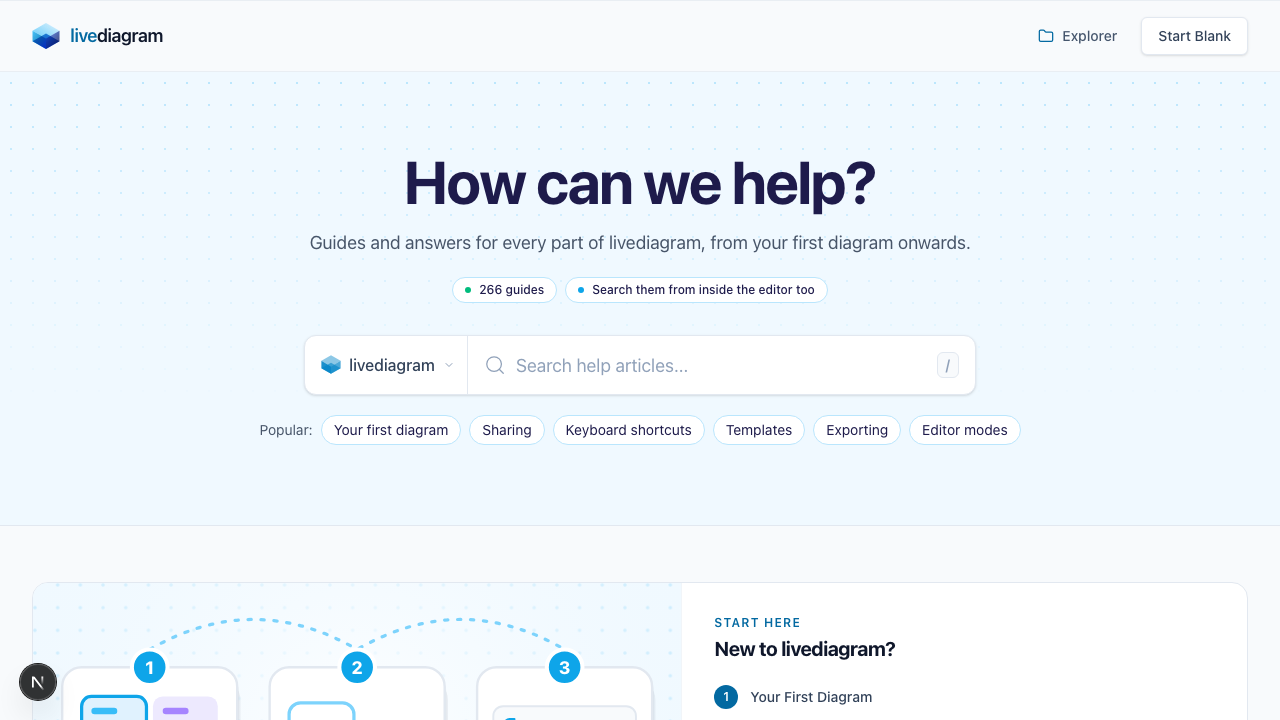 livediagram
Explorer
Start Blank
How can we help?
Guides and answers for every part of livediagram, from your first diagram onwards.
266 guides
Search them from inside the editor too
livediagram
Search help articles...
/
Popular:
Your first diagram
Sharing
Keyboard shortcuts
Templates
Exporting
Editor modes
1
2
3
START HERE
New to livediagram?
1
Your First Diagram
N